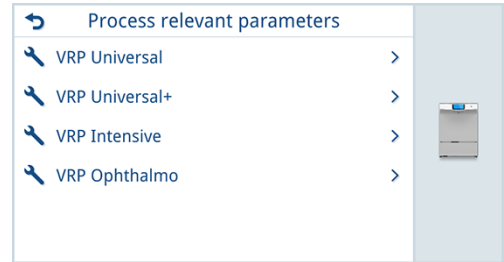 Process relevant parameters
VRP Universal
VRP Universal+
VRP Intensive
VRP Ophthalmo